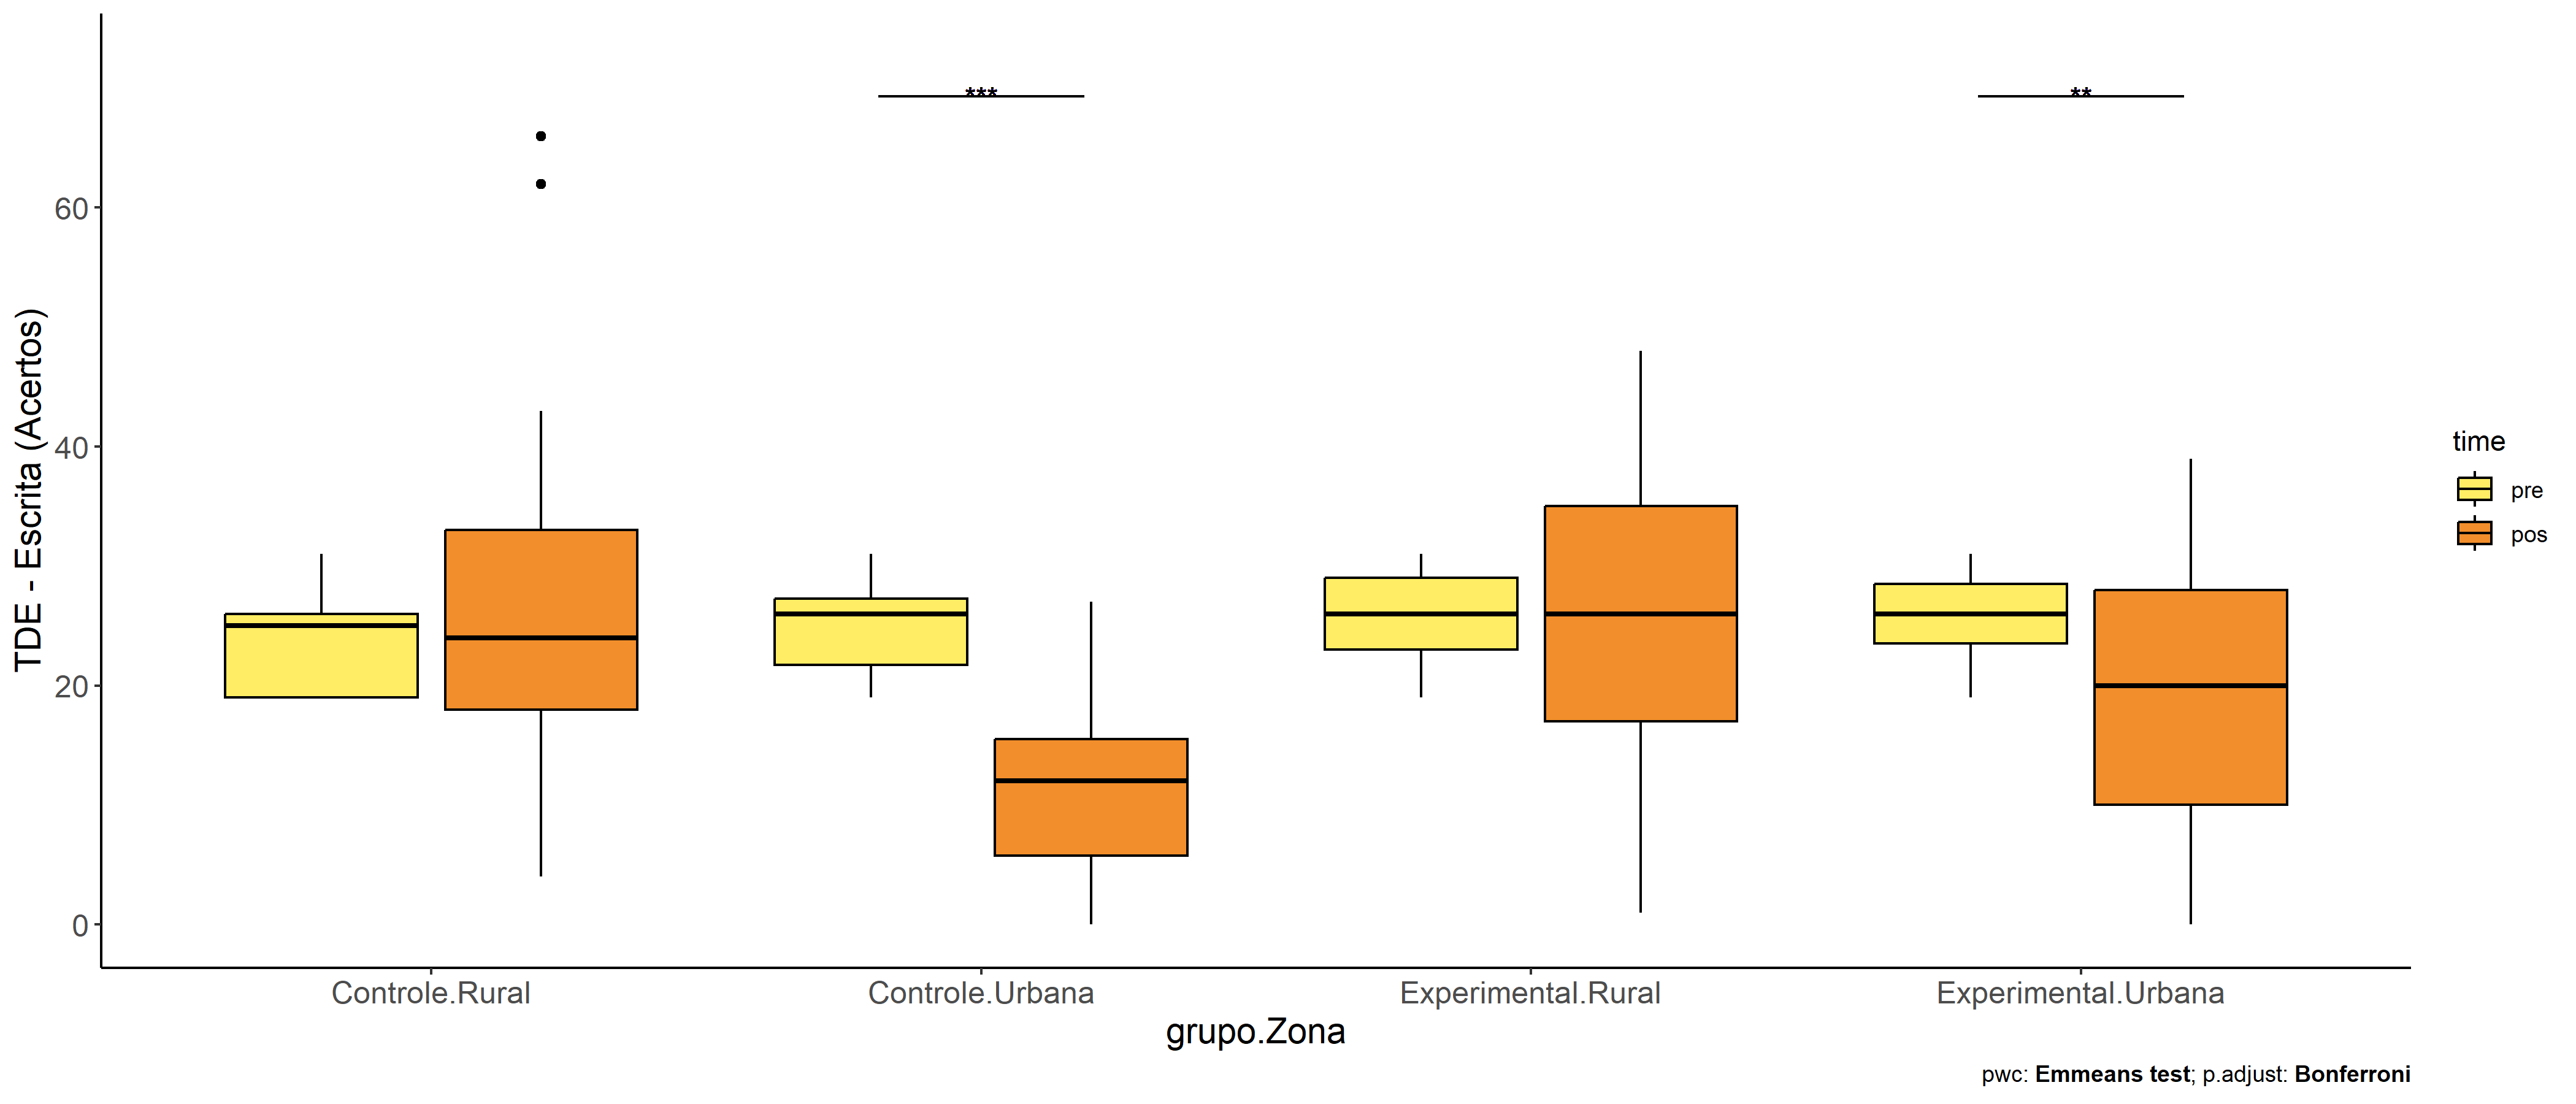 ***
**
TDE - Escrita (Acertos)
60
40
20
0
Controle.Rural
Controle.Urbana
Experimental.Rural
Experimental.Urbana
grupo.Zona
time
pre
pos
pwc: Emmeans test; p.adjust: Bonferroni